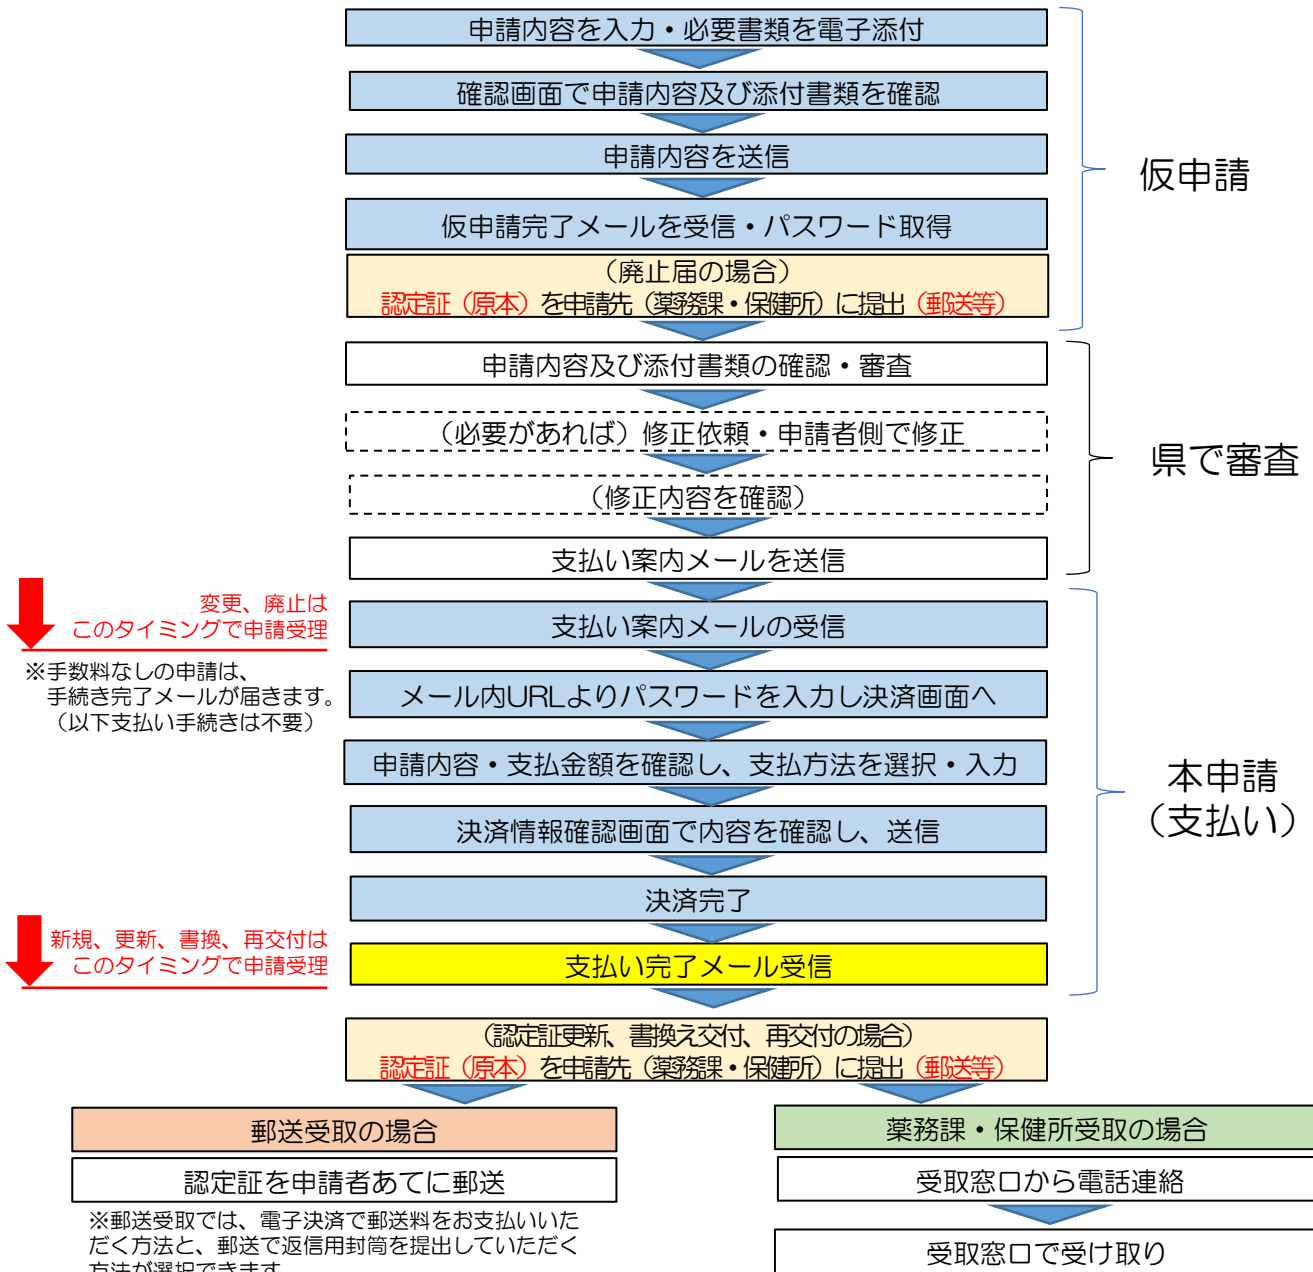 申請内容を入力・必要書類を電子添付
確認画面で申請内容及び添付書類を確認
申請内容を送信
仮申請完了メールを受信・パスワード取得
（廃止届の場合）
認定証（原本）を申請先（薬務課・保健所）に提出（郵送等）
仮申請
申請内容及び添付書類の確認・審査
（必要があれば）修正依頼・申請者側で修正
（修正内容を確認）
支払い案内メールを送信
県で審査
変更、廃止は
このタイミングで申請受理
※手数料なしの申請は、
手続き完了メールが届きます。
（以下支払い手続きは不要）
支払い案内メールの受信
メール内URLよりパスワードを入力し決済画面へ
申請内容・支払金額を確認し、支払方法を選択・入力
決済情報確認画面で内容を確認し、送信
決済完了
支払い完了メール受信
本申請
（支払い）
新規、更新、書換、再交付は
このタイミングで申請受理
（認定証更新、書換え交付、再交付の場合）
認定証（原本）を申請先（薬務課・保健所）に提出（郵送等）
郵送受取の場合
認定証を申請者あてに郵送
※郵送受取では、電子決済で郵送料をお支払いいた
だく方法と、郵送で返信用封筒を提出していただく
方法が選択できます
薬務課・保健所受取の場合
受取窓口から電話連絡
受取窓口で受け取り